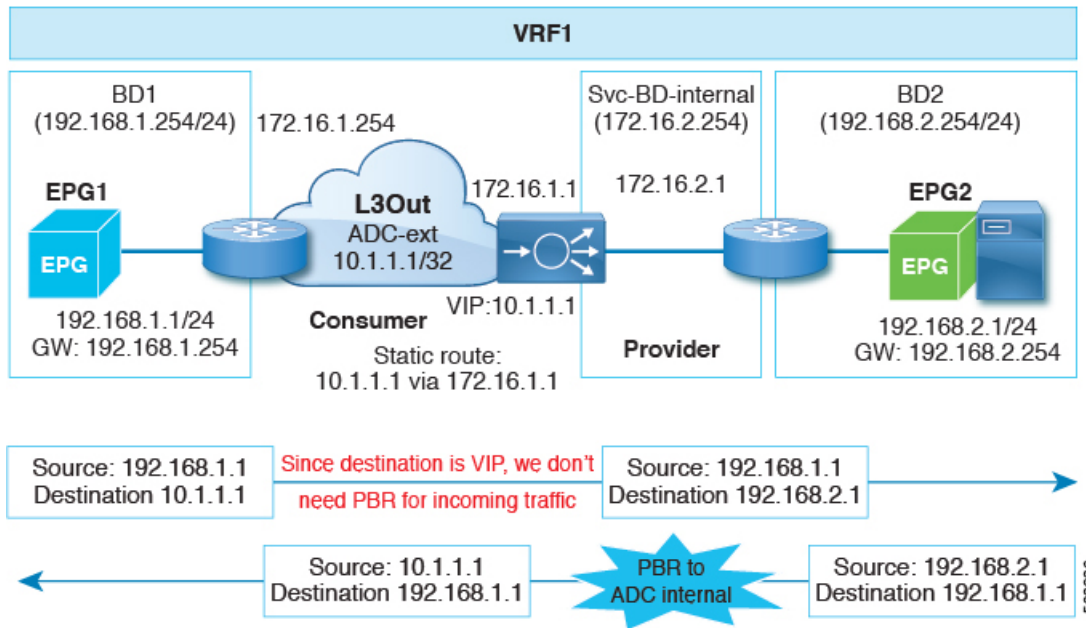 VRF1
BD1
(192.168.1.254/24)
172.16.1.254
Svc-BD-internal
(172.16.2.254)
BD2
(192.168.2.254/24)
EPG1
EPG
L3Out
ADC-ext
10.1.1.1/32
172.16.1.1
172.16.2.1
EPG2
EPG
192.168.1.1/24
GW: 192.168.1.254
Consumer
VIP:10.1.1.1
Static route:
10.1.1.1 via 172.16.1.1
Provider
192.168.2.1/24
GW: 192.168.2.254
Source: 192.168.1.1
Destination 10.1.1.1
Since destination is VIP, we don't
need PBR for incoming traffic
Source: 192.168.1.1
Destination 192.168.2.1
Source: 10.1.1.1
Destination 192.168.1.1
PBR to
ADC internal
Source: 192.168.2.1
Destination 192.168.1.1